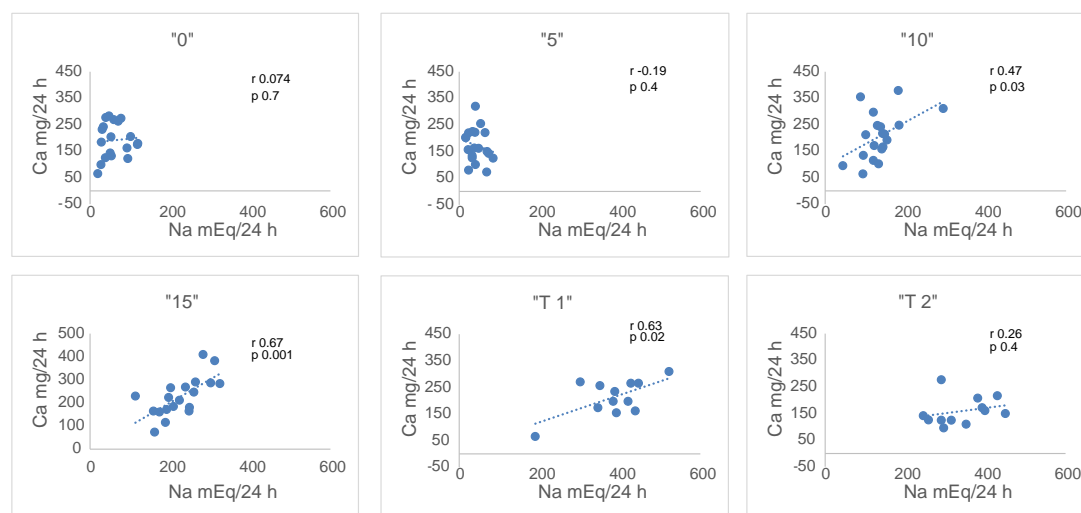 "0"
r 0.074
p 0.7
Ca mg/24 h
450
350
250
150
50
-50
0
200
400
600
Na mEq/24 h
"5"
r -0.19
p 0.4
Ca mg/24 h
450
350
250
150
50
- 50
0
200
400
600
Na mEq/24 h
"10"
r 0.47
p 0.03
Ca mg/24 h
450
350
250
150
50
-50
0
200
400
600
Na mEq/24 h
"15"
r 0.67
p 0.001
Ca mg/24 h
500
400
300
200
100
0
0
200
400
600
Na mEq/24 h
"T 1"
r 0.63
p 0.02
Ca mg/24 h
450
350
250
150
50
-50
0
200
400
600
Na mEq/24 h
"T 2"
r 0.26
p 0.4
Ca mg/24 h
450
350
250
150
50
-50
0
200
400
600
Na mEq/24 h